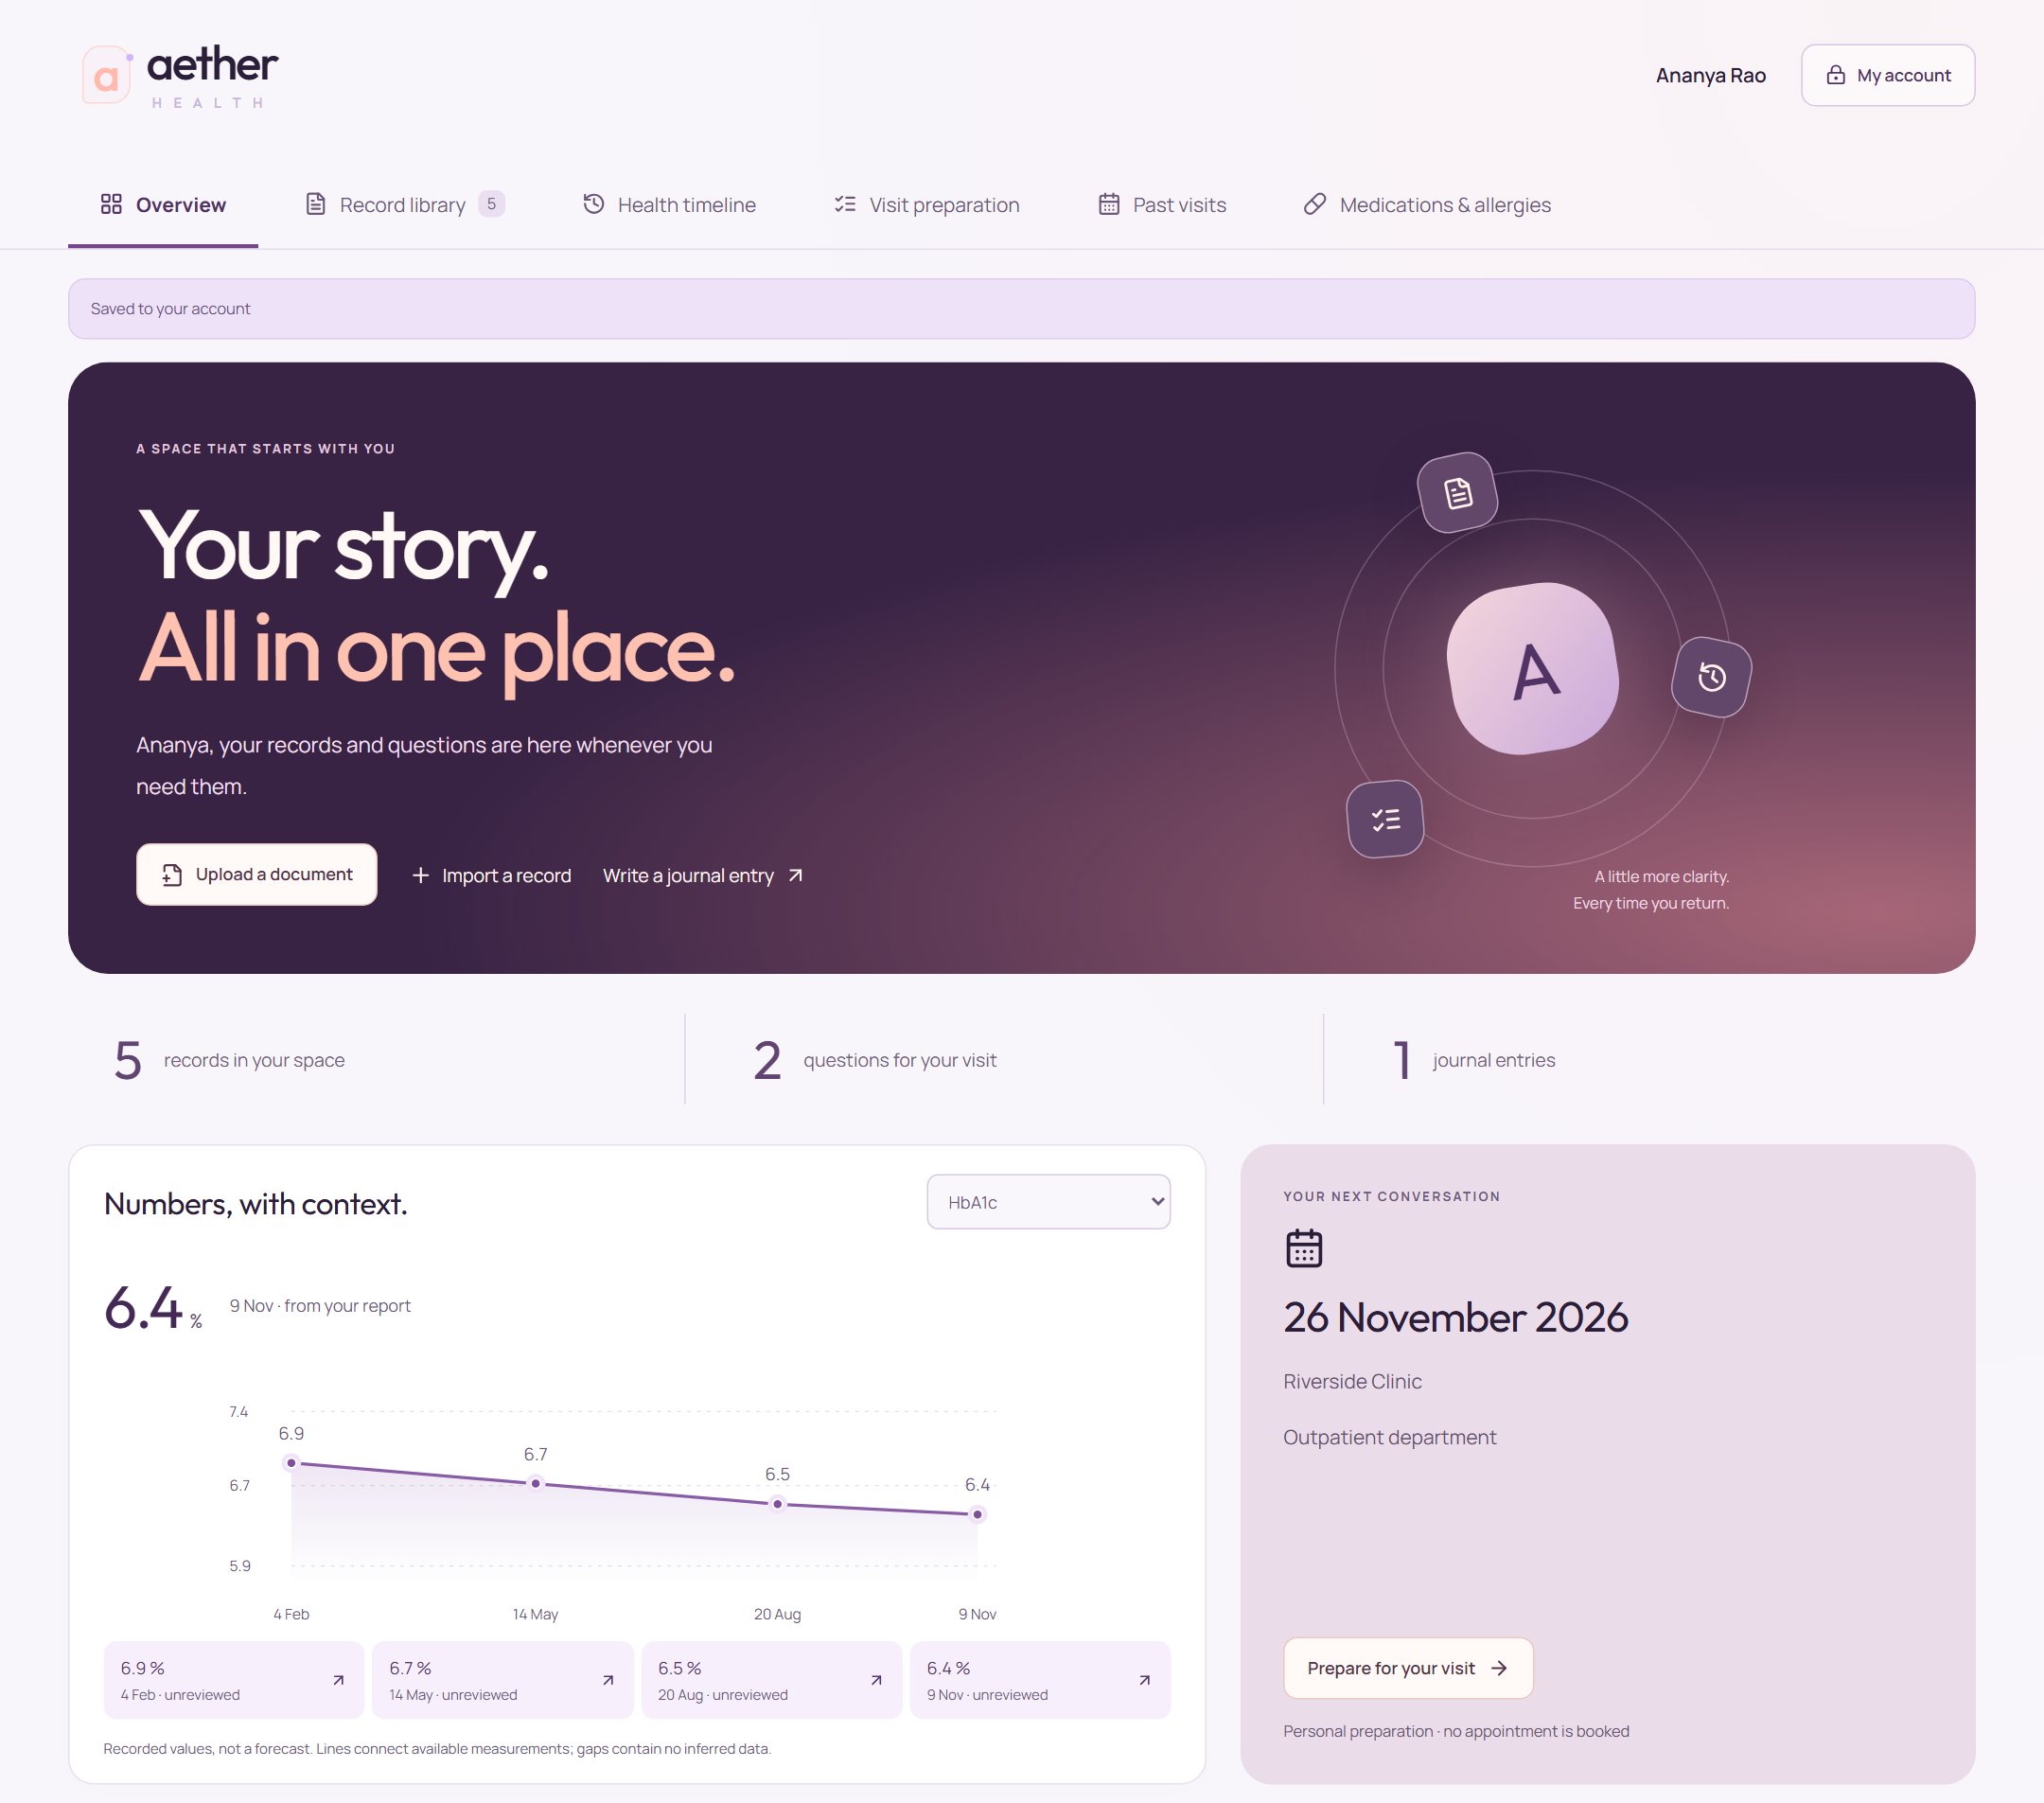 a aether
HEALTH
Ananya Rao
My account
Overview
Record library 5
Health timeline
Visit preparation
Past visits
Medications & allergies
Saved to your account
A SPACE THAT STARTS WITH YOU
Your story.
All in one place.
Ananya, your records and questions are here whenever you
need them.
Upload a document
Import a record
Write a journal entry
A
A little more clarity.
Every time you return.
5 records in your space
2 questions for your visit
1 journal entries
Numbers, with context.
HbA1c
6.4 %
9 Nov · from your report
7.4
6.7
5.9
6.9
6.7
6.5
6.4
4 Feb
14 May
20 Aug
9 Nov
6.9 %
4 Feb · unreviewed
6.7 %
14 May · unreviewed
6.5 %
20 Aug · unreviewed
6.4 %
9 Nov · unreviewed
Recorded values, not a forecast. Lines connect available measurements; gaps contain no inferred data.
YOUR NEXT CONVERSATION
26 November 2026
Riverside Clinic
Outpatient department
Prepare for your visit
Personal preparation · no appointment is booked